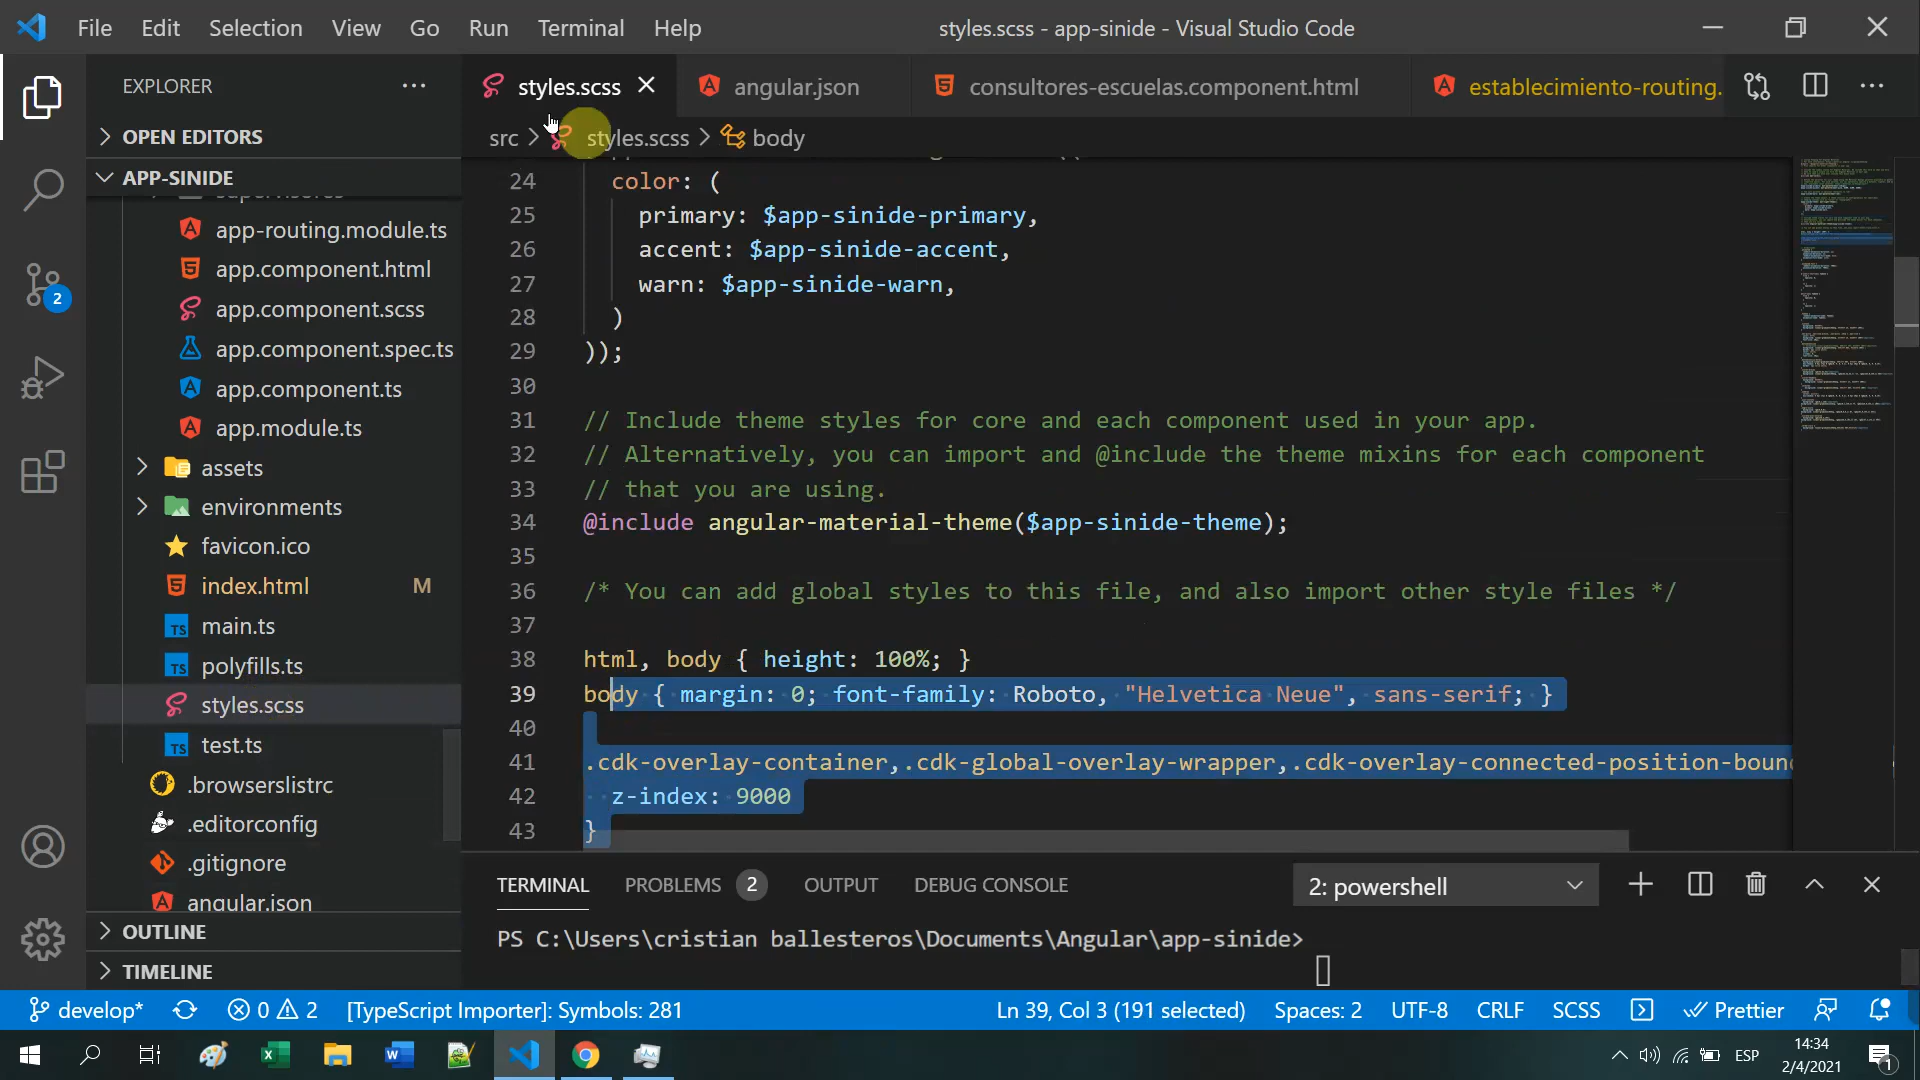 File Edit Selection View Go Run Terminal Help
styles.scss - app-sinide - Visual Studio Code
EXPLORER
styles.scss
angular.json
consultores-escuelas.component.html
establecimiento-routing.
src > styles.scss > body
OPEN EDITORS
APP-SINIDE
app-routing.module.ts
app.component.html
app.component.scss
app.component.spec.ts
app.component.ts
app.module.ts
assets
environments
favicon.ico
index.html M
main.ts
polyfills.ts
styles.scss
test.ts
.browserslistrc
.editorconfig
.gitignore
angular.json
OUTLINE
TIMELINE
2
24 color: (
25 primary: $app-sinide-primary,
26 accent: $app-sinide-accent,
27 warn: $app-sinide-warn,
28 )
29 ));
30
31 // Include theme styles for core and each component used in your app.
32 // Alternatively, you can import and @include the theme mixins for each component
33 // that you are using.
34 @include angular-material-theme($app-sinide-theme);
35
36 /* You can add global styles to this file, and also import other style files */
37
38 html, body { height: 100%; }
39 body { margin: 0; font-family: Roboto, "Helvetica Neue", sans-serif; }
40
41 .cdk-overlay-container,.cdk-global-overlay-wrapper,.cdk-overlay-connected-position-boun
42 z-index: 9000
43 }
TERMINAL PROBLEMS 2 OUTPUT DEBUG CONSOLE
2: powershell
PS C:\Users\cristian ballesteros\Documents\Angular\app-sinide>
develop* 0 2 [TypeScript Importer]: Symbols: 281
Ln 39, Col 3 (191 selected) Spaces: 2 UTF-8 CRLF SCSS Prettier
ESP
14:34
2/4/2021
1